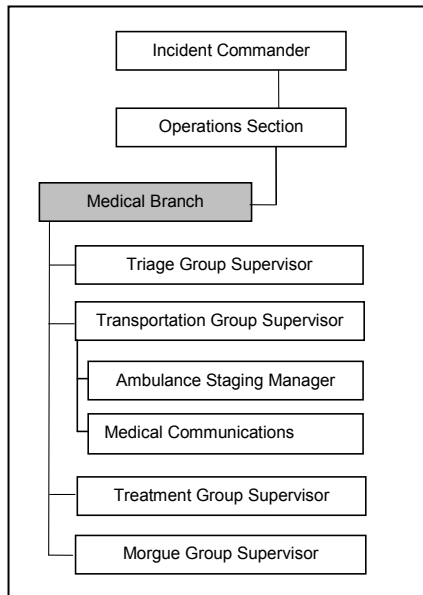 Incident Commander
Operations Section
Medical Branch
Triage Group Supervisor
Transportation Group Supervisor
Ambulance Staging Manager
Medical Communications
Treatment Group Supervisor
Morgue Group Supervisor